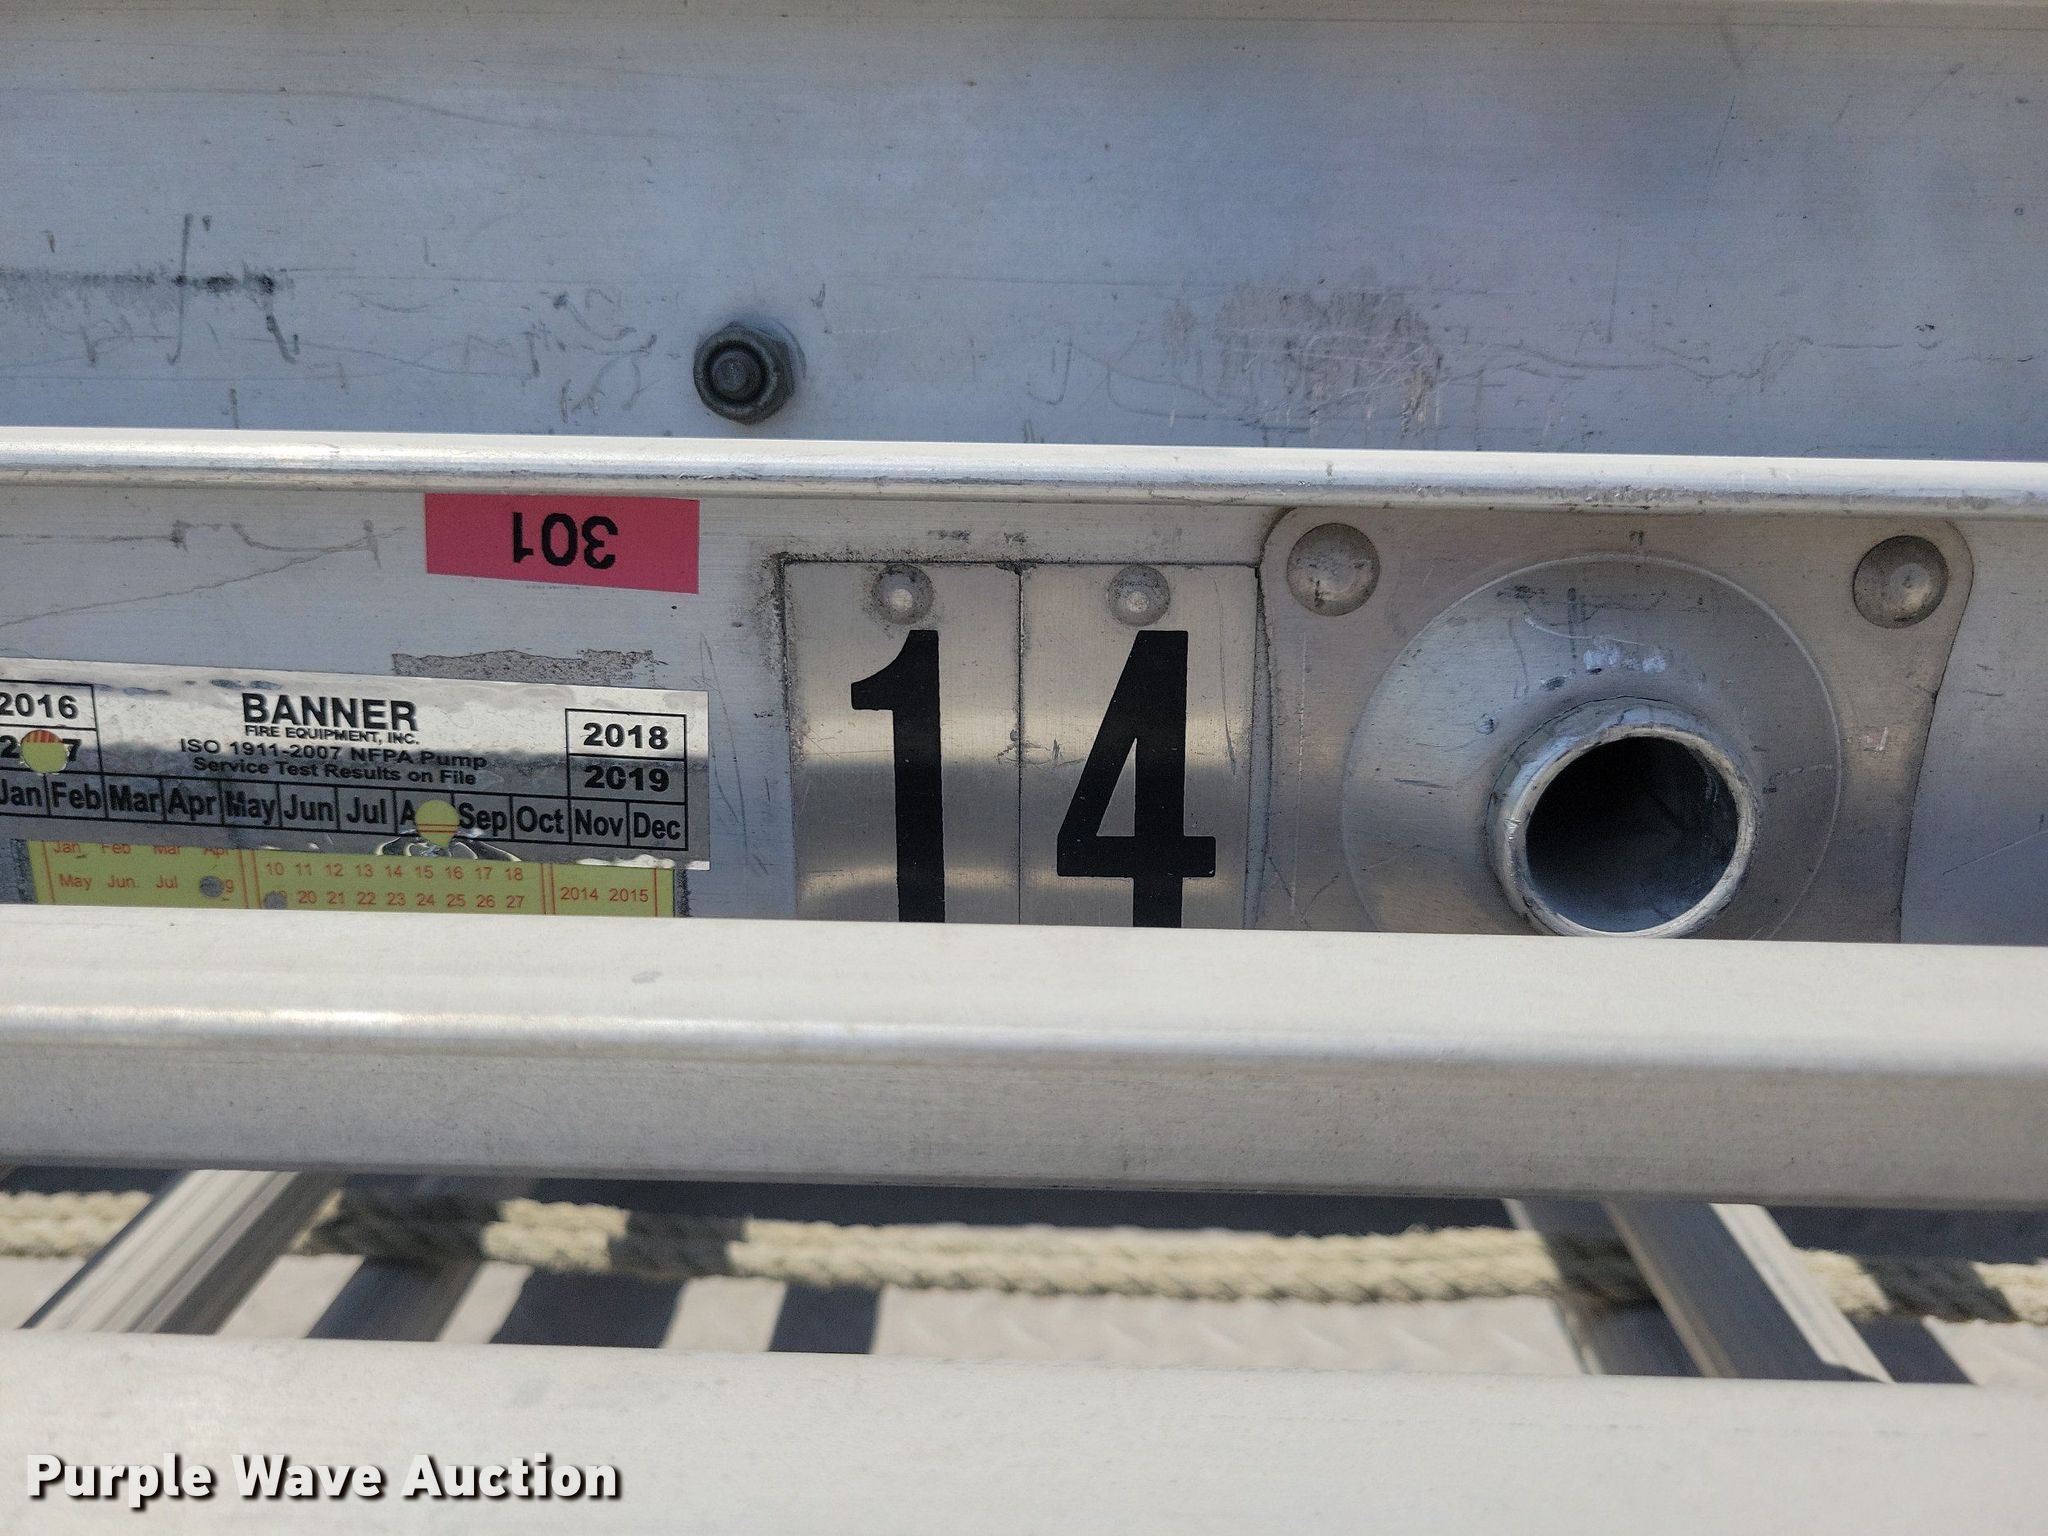 301
14
2016
2017
BANNER
FIRE EQUIPMENT, INC.
ISO 1911-2007 NFPA Pump
Service Test Results on File
2018
2019
Jan Feb Mar Apr May Jun Jul A Sep Oct Nov Dec
Jan Feb Mar Apr
May Jun. Jul g
10 11 12 13 14 15 16 17 18
20 21 22 23 24 25 26 27
2014 2015
Purple Wave Auction